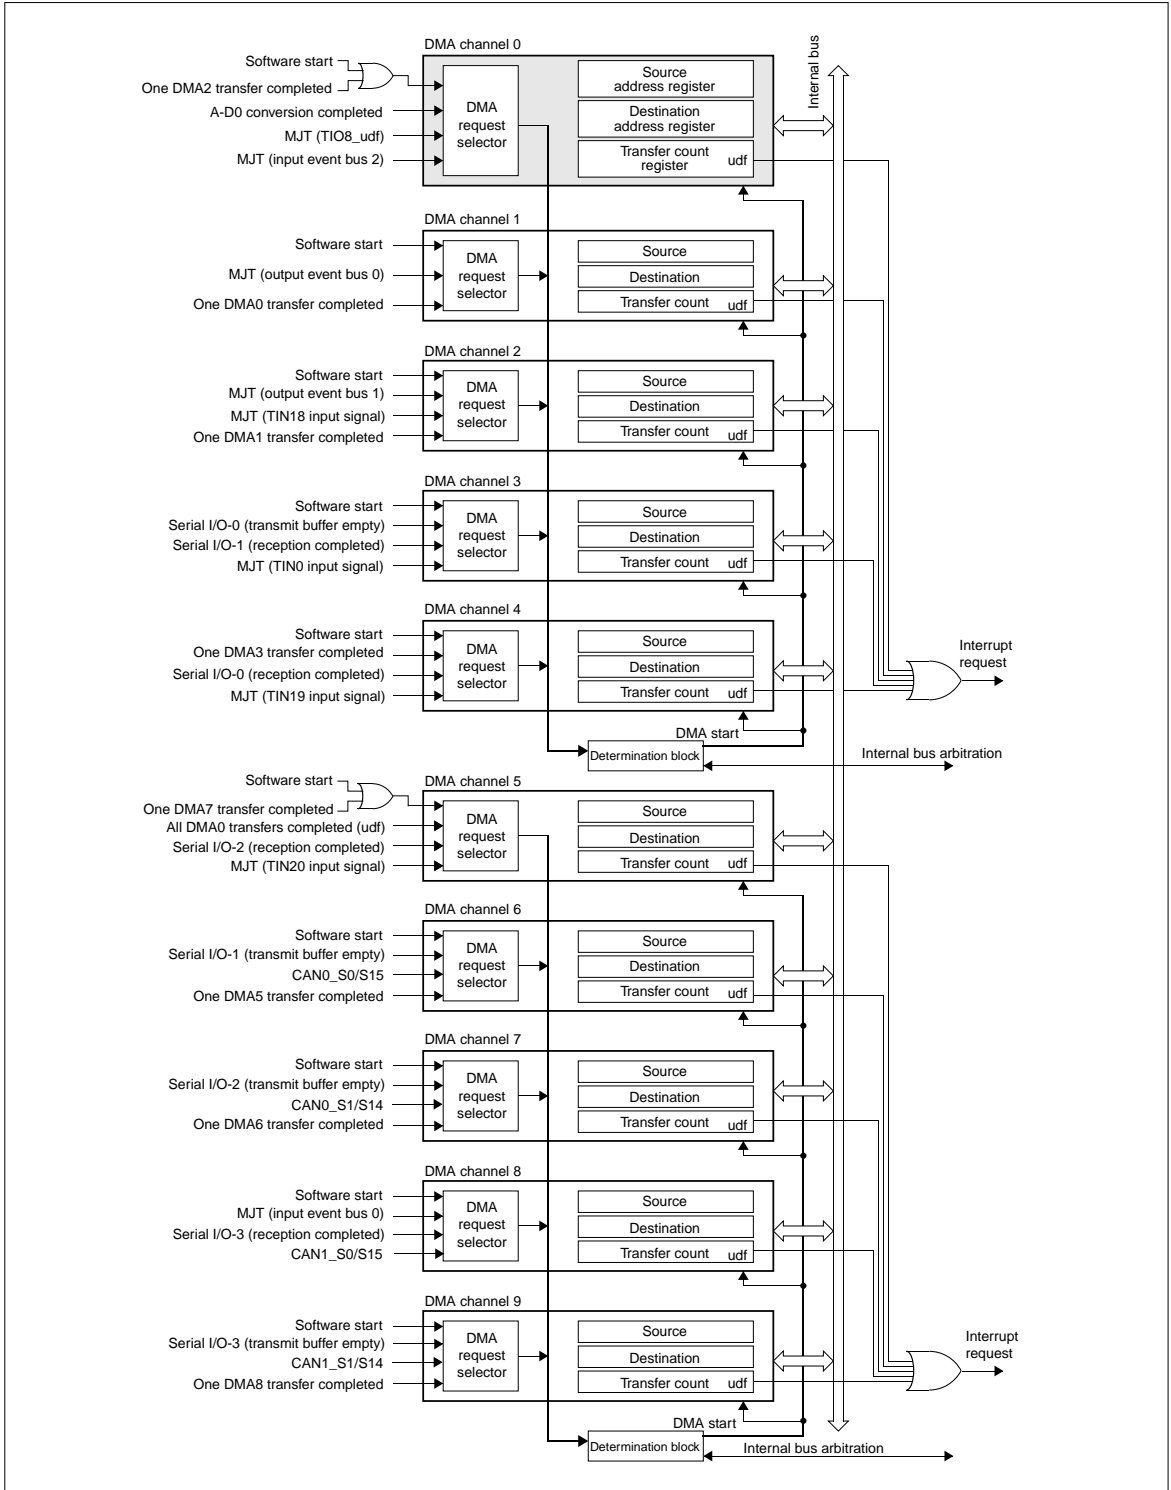 DMA channel 0
Software start
One DMA2 transfer completed
A-D0 conversion completed
MJT (TIO8_udf)
MJT (input event bus 2)
DMA
request
selector
Source
address register
Destination
address register
Transfer count
register
udf
Internal bus
DMA channel 1
Software start
MJT (output event bus 0)
One DMA0 transfer completed
DMA
request
selector
Source
Destination
Transfer count
udf
DMA channel 2
Software start
MJT (output event bus 1)
MJT (TIN18 input signal)
One DMA1 transfer completed
DMA
request
selector
Source
Destination
Transfer count
udf
DMA channel 3
Software start
Serial I/O-0 (transmit buffer empty)
Serial I/O-1 (reception completed)
MJT (TIN0 input signal)
DMA
request
selector
Source
Destination
Transfer count
udf
DMA channel 4
Software start
One DMA3 transfer completed
Serial I/O-0 (reception completed)
MJT (TIN19 input signal)
DMA
request
selector
Source
Destination
Transfer count
udf
Interrupt
request
DMA start
Determination block
Internal bus arbitration
DMA channel 5
Software start
One DMA7 transfer completed
All DMA0 transfers completed (udf)
Serial I/O-2 (reception completed)
MJT (TIN20 input signal)
DMA
request
selector
Source
Destination
Transfer count
udf
DMA channel 6
Software start
Serial I/O-1 (transmit buffer empty)
CAN0_S0/S15
One DMA5 transfer completed
DMA
request
selector
Source
Destination
Transfer count
udf
DMA channel 7
Software start
Serial I/O-2 (transmit buffer empty)
CAN0_S1/S14
One DMA6 transfer completed
DMA
request
selector
Source
Destination
Transfer count
udf
DMA channel 8
Software start
MJT (input event bus 0)
Serial I/O-3 (reception completed)
CAN1_S0/S15
DMA
request
selector
Source
Destination
Transfer count
udf
DMA channel 9
Software start
Serial I/O-3 (transmit buffer empty)
CAN1_S1/S14
One DMA8 transfer completed
DMA
request
selector
Source
Destination
Transfer count
udf
Interrupt
request
DMA start
Determination block
Internal bus arbitration